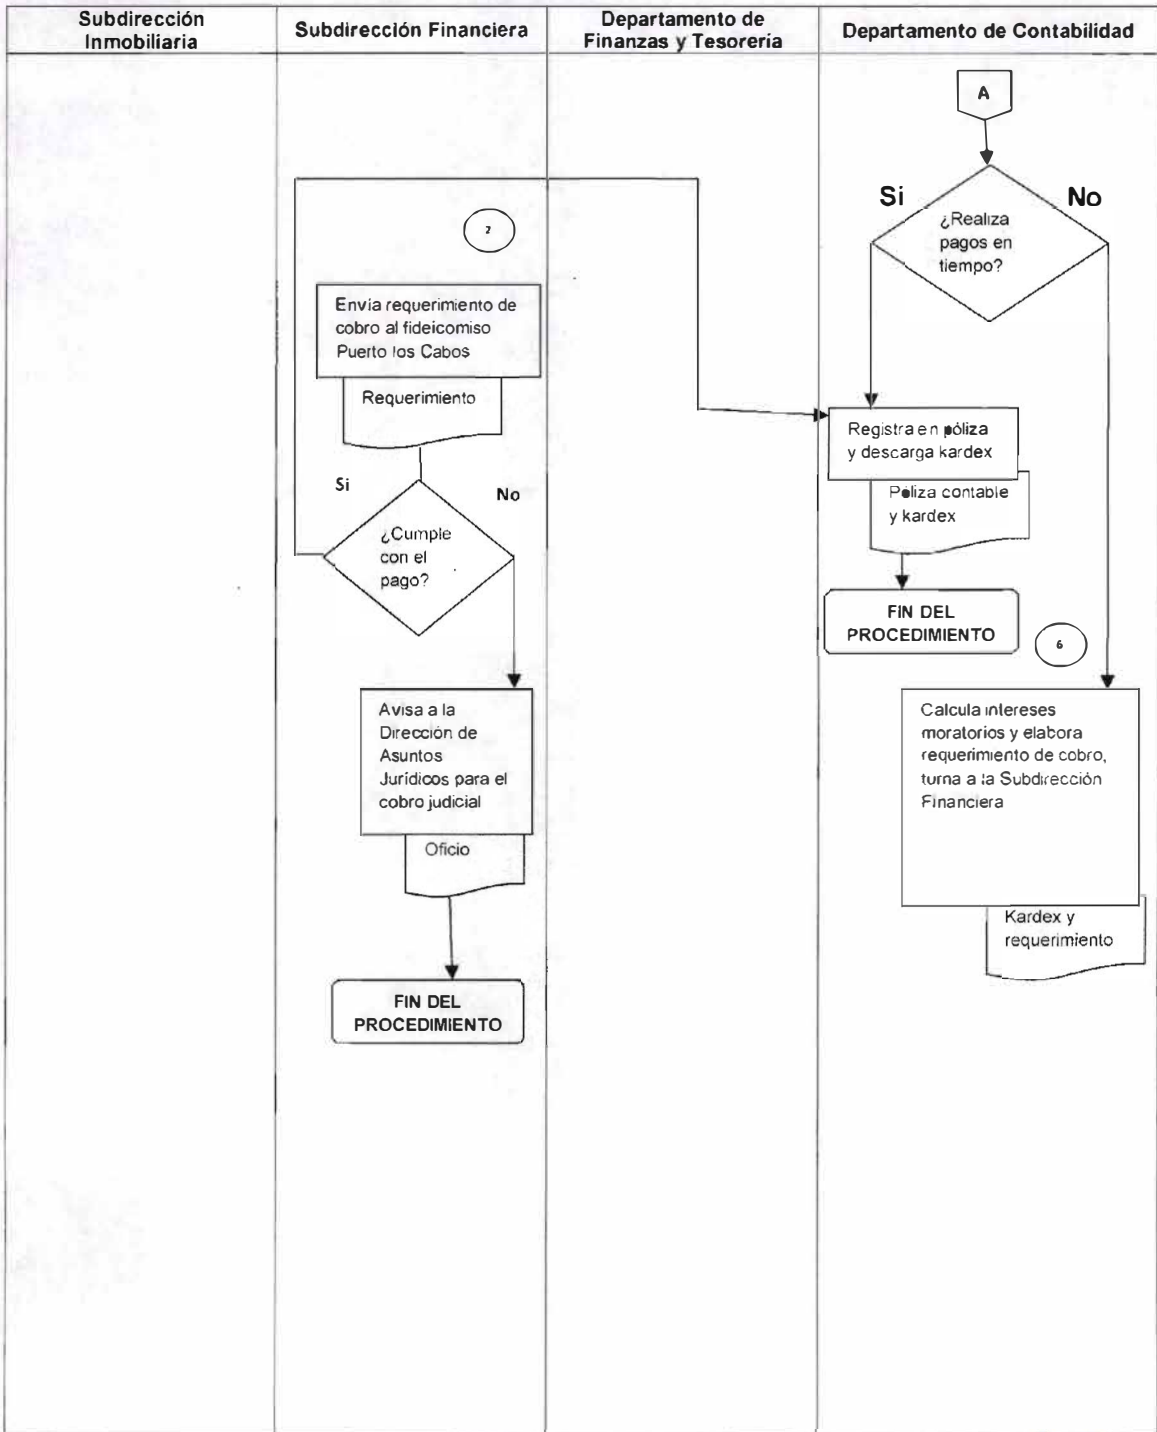 Subdirección
Inmobiliaria
Subdirección Financiera
Departamento de
Finanzas y Tesorería
Departamento de Contabilidad
A
Si
No
¿Realiza
pagos en
tiempo?
2
Envía requerimiento de
cobro al fideicomiso
Puerto los Cabos
Requerimiento
Si
No
¿Cumple
con el
pago?
Registra en póliza
y descarga kardex
Póliza contable
y kardex
FIN DEL
PROCEDIMIENTO
6
Avisa a la
Dirección de
Asuntos
Jurídicos para el
cobro judicial
Oficio
FIN DEL
PROCEDIMIENTO
Calcula intereses
moratorios y elabora
requerimiento de cobro,
turna a la Subdirección
Financiera
Kardex y
requerimiento